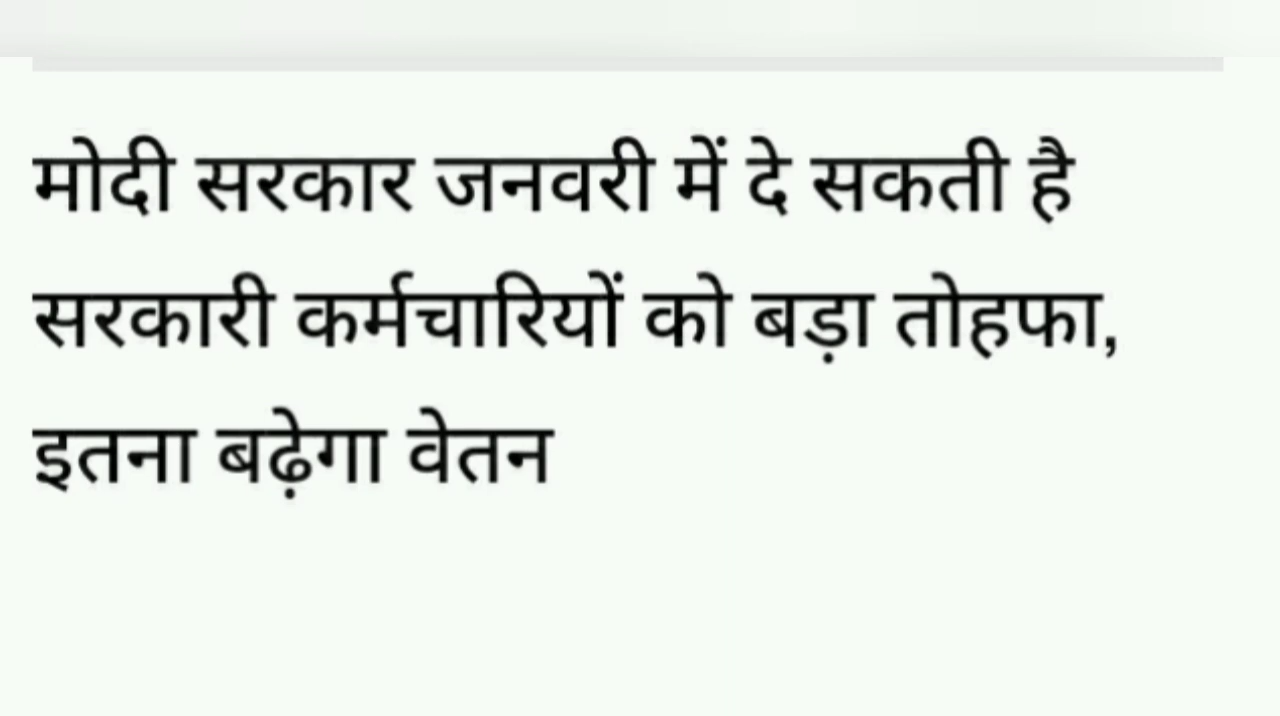 मोदी सरकार जनवरी में दे सकती है
सरकारी कर्मचारियों को बड़ा तोहफा,
इतना बढ़ेगा वेतन